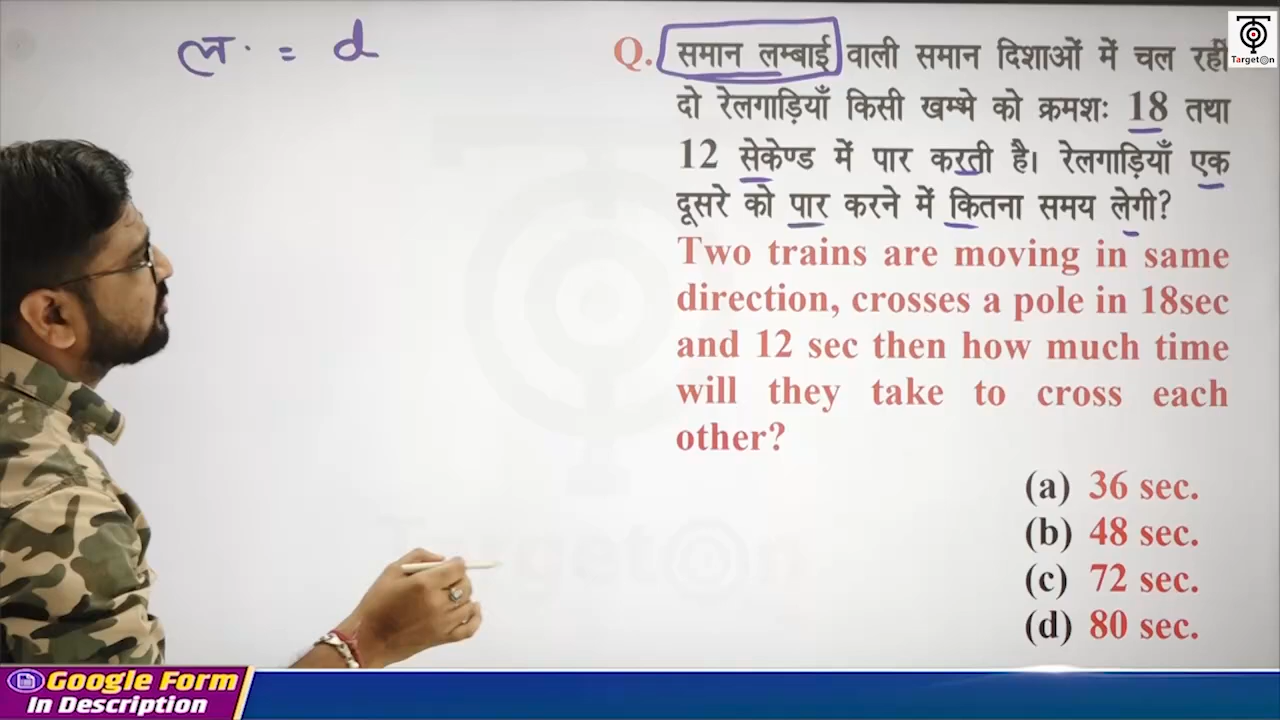 ल. = d
Q. समान लम्बाई वाली समान दिशाओं में चल रहीं
दो रेलगाड़ियाँ किसी खम्भे को क्रमशः 18 तथा
12 सेकेण्ड में पार करती है। रेलगाड़ियाँ एक
दूसरे को पार करने में कितना समय लेगी?
Two trains are moving in same
direction, crosses a pole in 18sec
and 12 sec then how much time
will they take to cross each
other?
(a) 36 sec.
(b) 48 sec.
(c) 72 sec.
(d) 80 sec.
TargetOn
TargetOn
Google Form
In Description